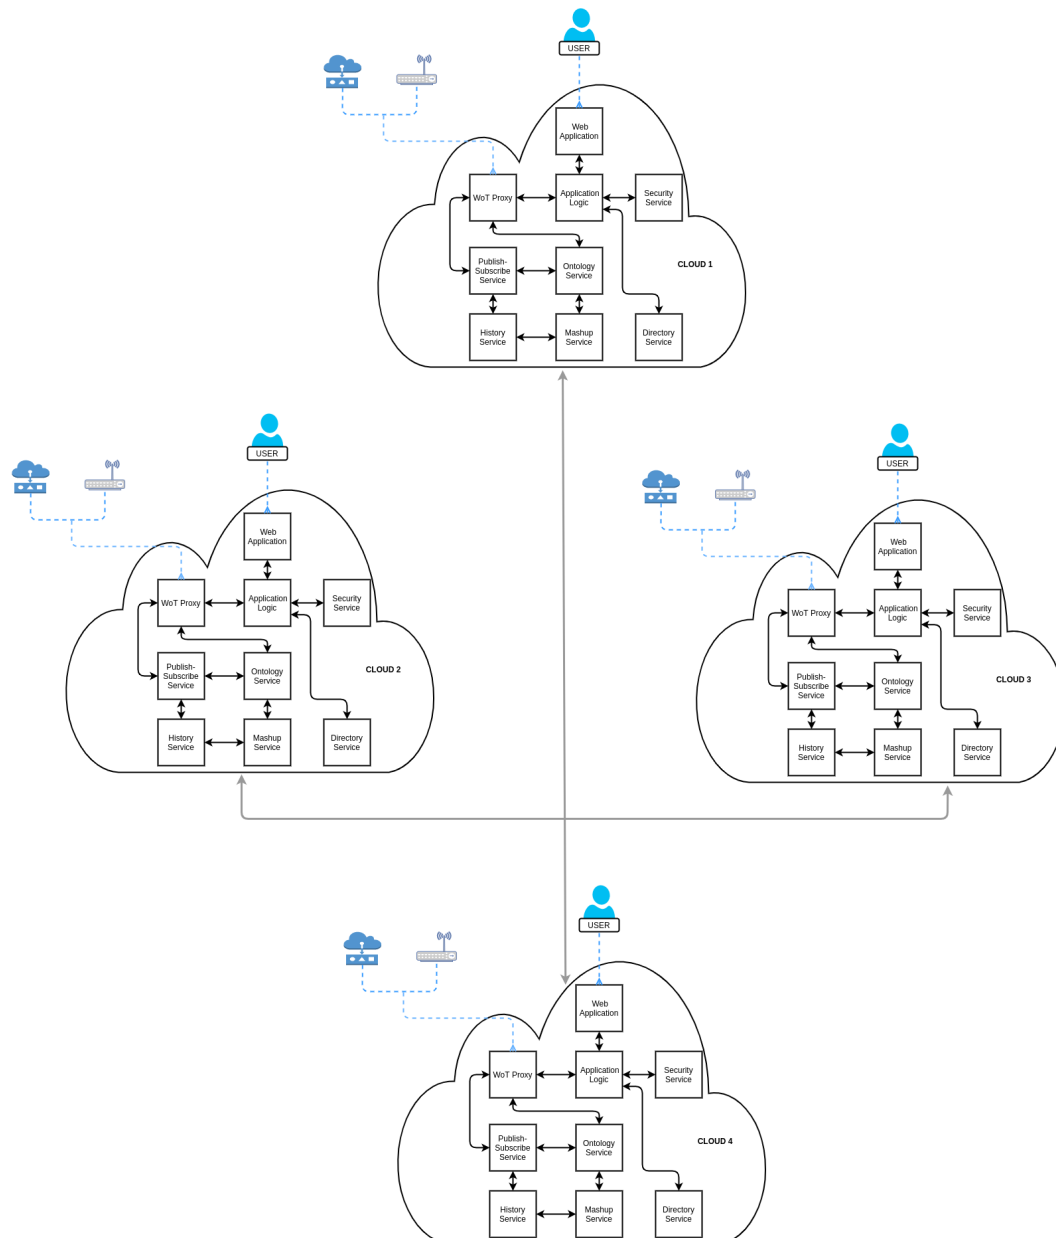 USER
Web
Application
WoT Proxy
Application
Logic
Security
Service
Publish-
Subscribe
Service
Ontology
Service
CLOUD 1
History
Service
Mashup
Service
Directory
Service
USER
Web
Application
WoT Proxy
Application
Logic
Security
Service
Publish-
Subscribe
Service
Ontology
Service
CLOUD 2
History
Service
Mashup
Service
Directory
Service
USER
Web
Application
WoT Proxy
Application
Logic
Security
Service
Publish-
Subscribe
Service
Ontology
Service
CLOUD 3
History
Service
Mashup
Service
Directory
Service
USER
Web
Application
WoT Proxy
Application
Logic
Security
Service
Publish-
Subscribe
Service
Ontology
Service
CLOUD 4
History
Service
Mashup
Service
Directory
Service